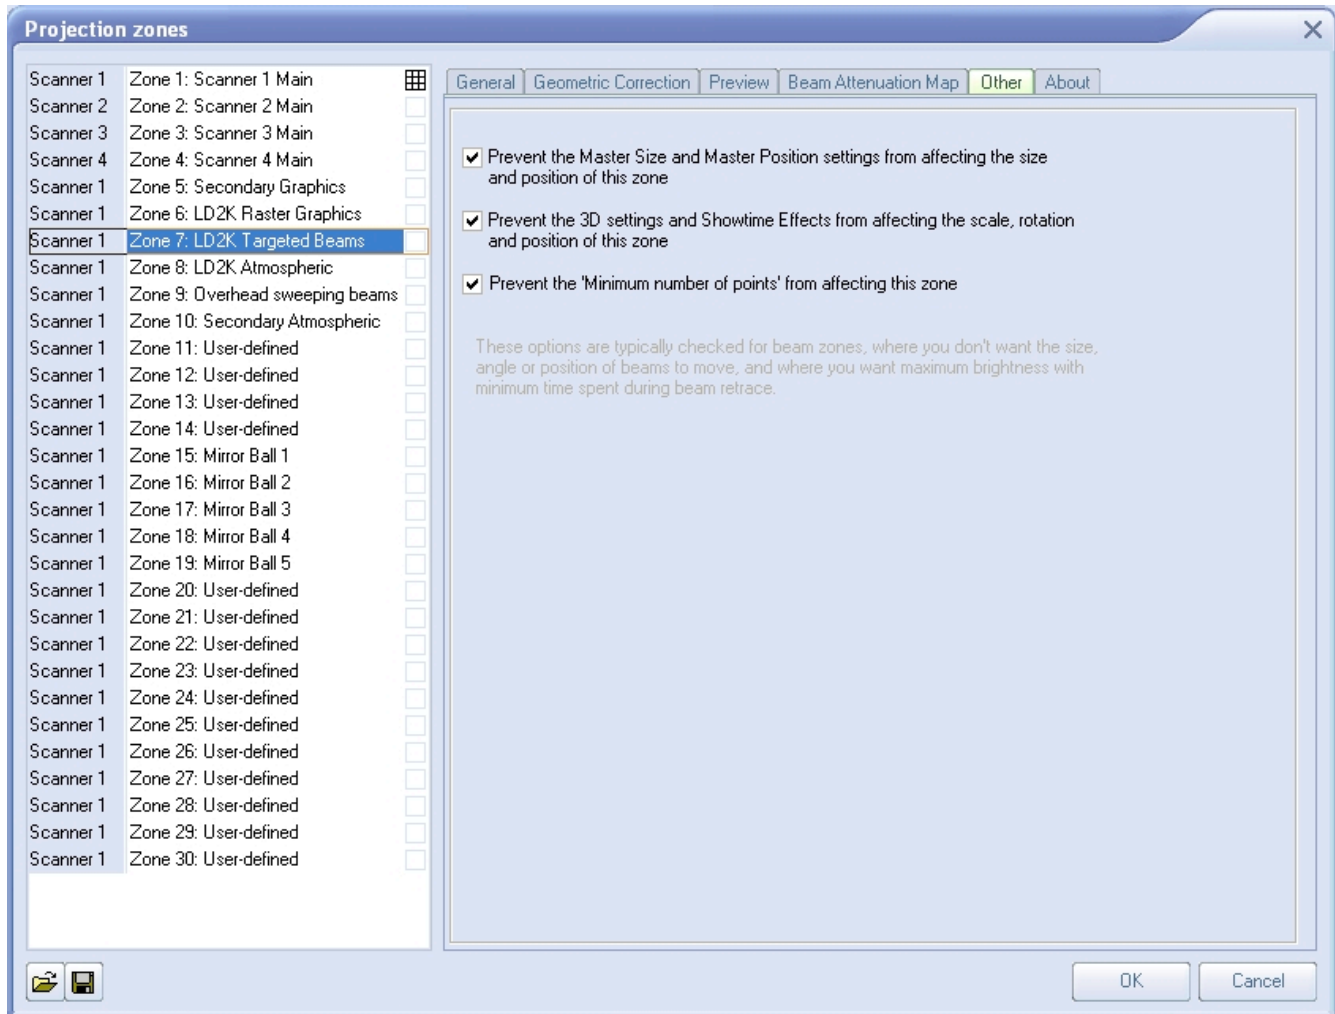 Projection zones
Scanner 1 Zone 1: Scanner 1 Main
Scanner 2 Zone 2: Scanner 2 Main
Scanner 3 Zone 3: Scanner 3 Main
Scanner 4 Zone 4: Scanner 4 Main
Scanner 1 Zone 5: Secondary Graphics
Scanner 1 Zone 6: LD2K Raster Graphics
Scanner 1 Zone 7: LD2K Targeted Beams
Scanner 1 Zone 8: LD2K Atmospheric
Scanner 1 Zone 9: Overhead sweeping beams
Scanner 1 Zone 10: Secondary Atmospheric
Scanner 1 Zone 11: User-defined
Scanner 1 Zone 12: User-defined
Scanner 1 Zone 13: User-defined
Scanner 1 Zone 14: User-defined
Scanner 1 Zone 15: Mirror Ball 1
Scanner 1 Zone 16: Mirror Ball 2
Scanner 1 Zone 17: Mirror Ball 3
Scanner 1 Zone 18: Mirror Ball 4
Scanner 1 Zone 19: Mirror Ball 5
Scanner 1 Zone 20: User-defined
Scanner 1 Zone 21: User-defined
Scanner 1 Zone 22: User-defined
Scanner 1 Zone 23: User-defined
Scanner 1 Zone 24: User-defined
Scanner 1 Zone 25: User-defined
Scanner 1 Zone 26: User-defined
Scanner 1 Zone 27: User-defined
Scanner 1 Zone 28: User-defined
Scanner 1 Zone 29: User-defined
Scanner 1 Zone 30: User-defined
General Geometric Correction Preview Beam Attenuation Map Other About
Prevent the Master Size and Master Position settings from affecting the size
and position of this zone
Prevent the 3D settings and Showtime Effects from affecting the scale, rotation
and position of this zone
Prevent the 'Minimum number of points' from affecting this zone
These options are typically checked for beam zones, where you don't want the size,
angle or position of beams to move, and where you want maximum brightness with
minimum time spent during beam retrace.
OK Cancel